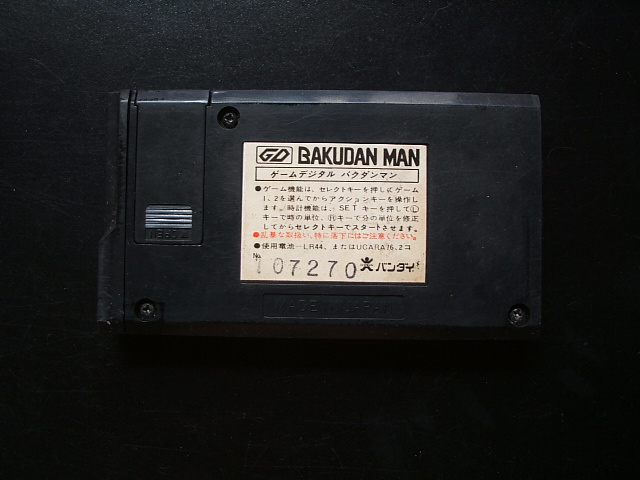 GD BAKUDAN MAN
ゲームデジタル バクダンマン
●ゲーム機能は、セレクトキーを押しにゲーム
1、2を選んでからアクションキーを操作し
ます。時計機能は、SET キーを押してⓁ
キーで時の単位、Ⓡキーで分の単位を修正
してからセレクトキーでスタートさせます。
●乱暴な取扱い、特に落下にはご注意ください。
●使用電池—LR44、またはUCARA76、2コ
№ 107270 バンダイ
MADE IN JAPAN